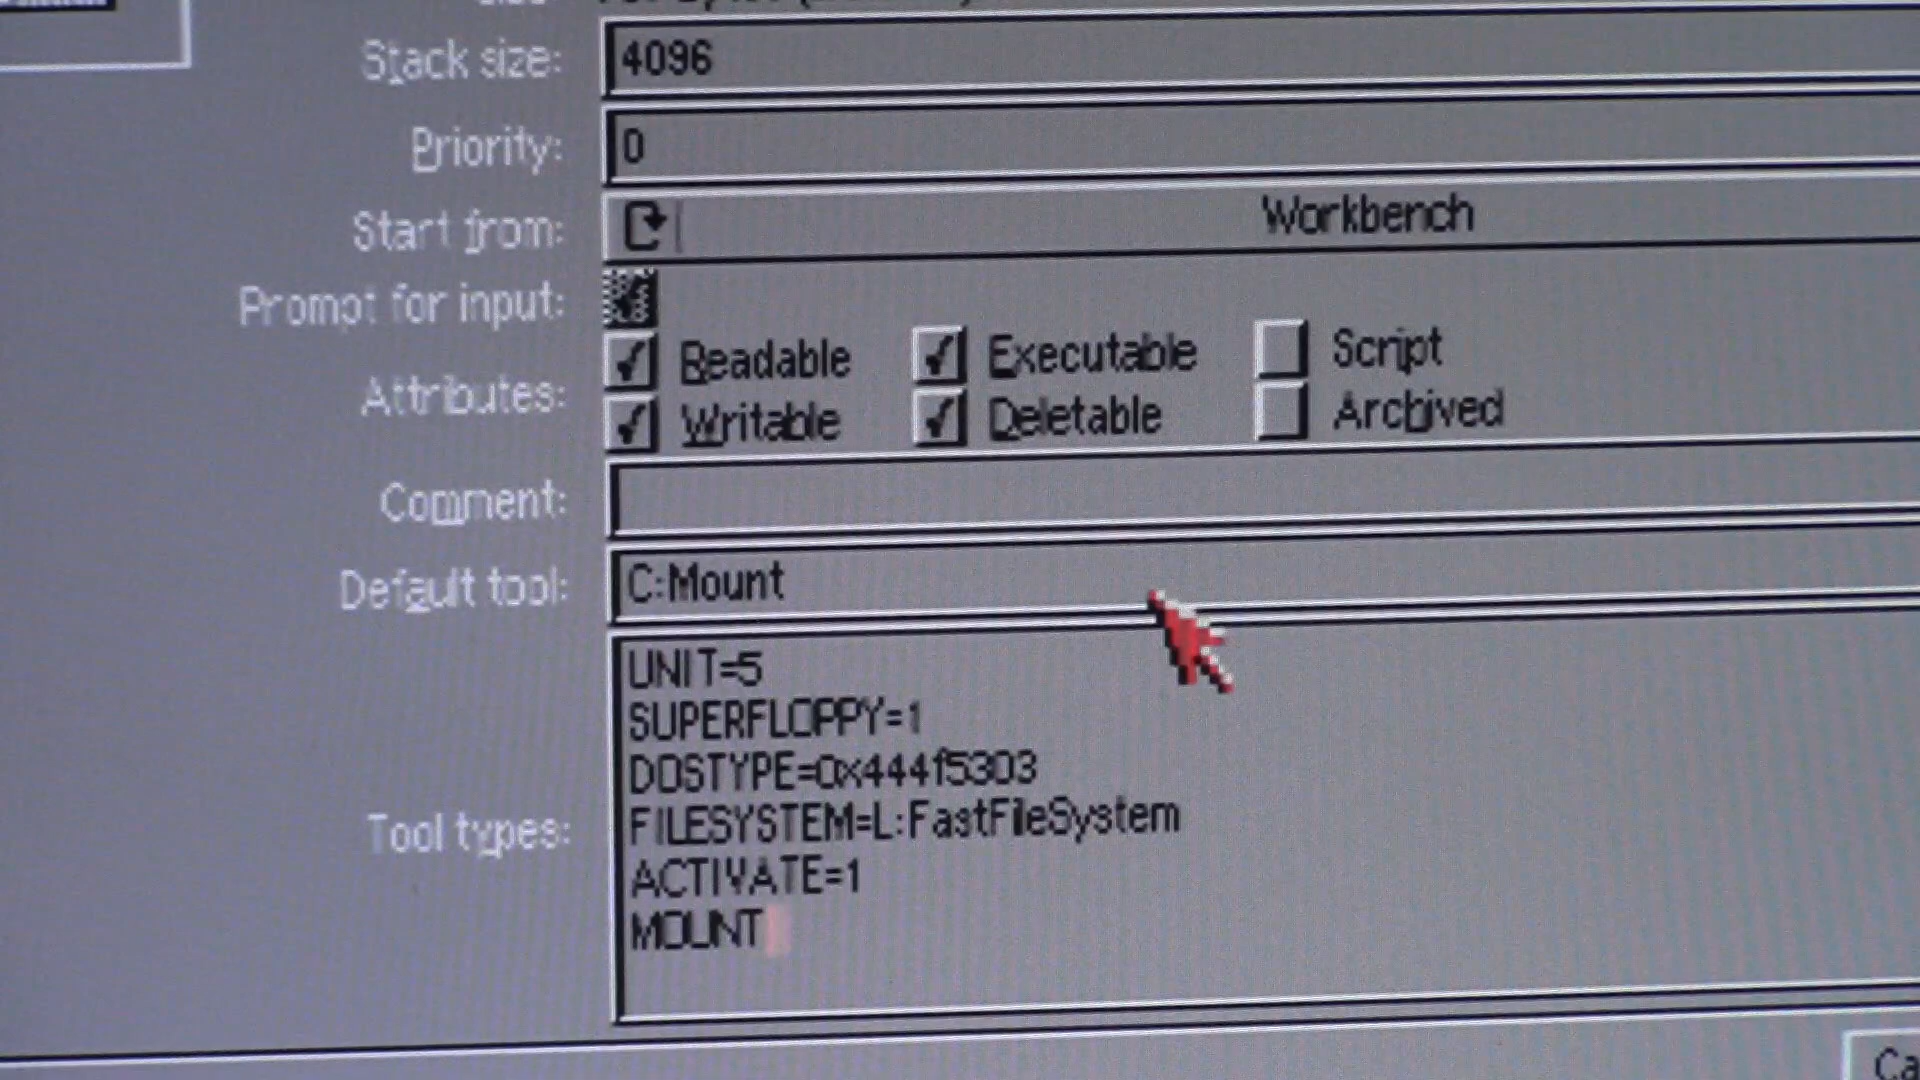 Stack size: 4096
Priority: 0
Start from: Workbench
Prompt for input:
Attributes:
Readable Executable Script
Writable Deletable Archived
Comment:
Default tool: C:Mount
Tool types:
UNIT=5
SUPERFLOPPY=1
DOSTYPE=0x444f5303
FILESYSTEM=L:FastFileSystem
ACTIVATE=1
MOUNT